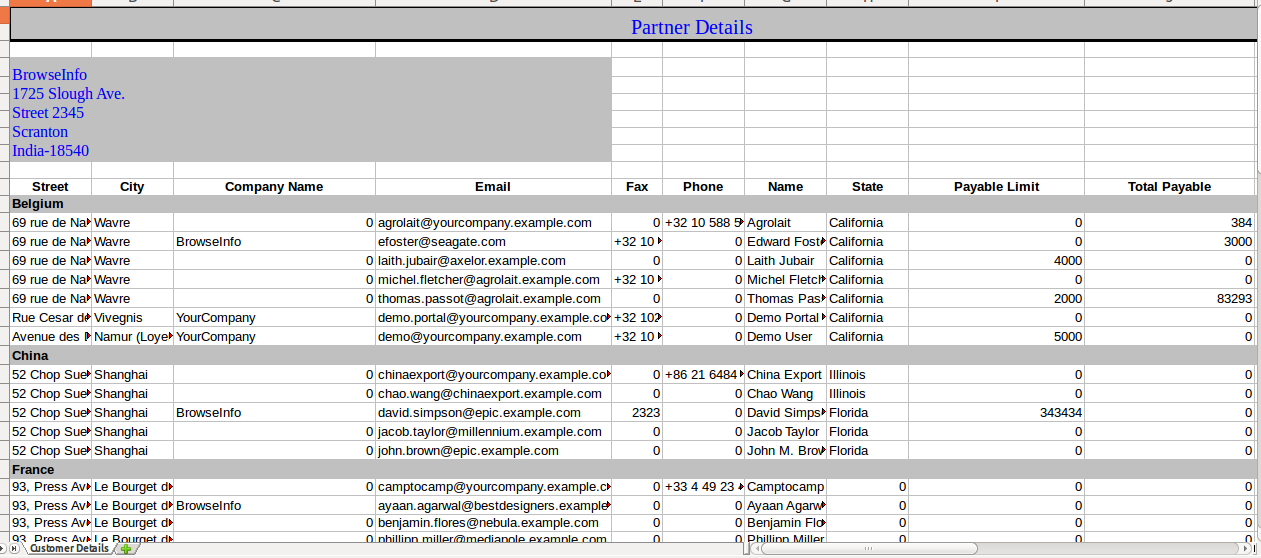 Partner Details
BrowseInfo
1725 Slough Ave.
Street 2345
Scranton
India-18540
Street City Company Name Email Fax Phone Name State Payable Limit Total Payable
Belgium
69 rue de Na Wavre 0 agrolait@yourcompany.example.com 0 +32 10 588 5 Agrolait California 0 384
69 rue de Na Wavre BrowseInfo efoster@seagate.com +32 10 0 Edward Fost California 0 3000
69 rue de Na Wavre 0 laith.jubair@axelor.example.com 0 0 Laith Jubair California 4000 0
69 rue de Na Wavre 0 michel.fletcher@agrolait.example.com +32 10 0 Michel Fletch California 0 0
69 rue de Na Wavre 0 thomas.passot@agrolait.example.com 0 0 Thomas Pas California 2000 83293
Rue Cesar d Vivegnis YourCompany demo.portal@yourcompany.example.co +32 102 0 Demo Portal California 0 0
Avenue des Namur (Loye YourCompany demo@yourcompany.example.com +32 10 0 Demo User California 5000 0
China
52 Chop Sue Shanghai 0 chinaexport@yourcompany.example.co 0 +86 21 6484 China Export Illinois 0 0
52 Chop Sue Shanghai 0 chao.wang@chinaexport.example.com 0 0 Chao Wang Illinois 0 0
52 Chop Sue Shanghai BrowseInfo david.simpson@epic.example.com 2323 0 David Simps Florida 343434 0
52 Chop Sue Shanghai 0 jacob.taylor@millennium.example.com 0 0 Jacob Taylor Florida 0 0
52 Chop Sue Shanghai 0 john.brown@epic.example.com 0 0 John M. Brov Florida 0 0
France
93, Press Av Le Bourget d 0 camptocamp@yourcompany.example.c 0 +33 4 49 23 Camptocamp 0 0 0
93, Press Av Le Bourget d BrowseInfo ayaan.agarwal@bestdesigners.example 0 0 Ayaan Agarw 0 0 0
93, Press Av Le Bourget d 0 benjamin.flores@nebula.example.com 0 0 Benjamin Flo 0 0 0
93, Press Av Le Bourget d 0 phillipp.miller@mediapole.example.com 0 0 Phillipp Miller 0 0 0
Customer Details